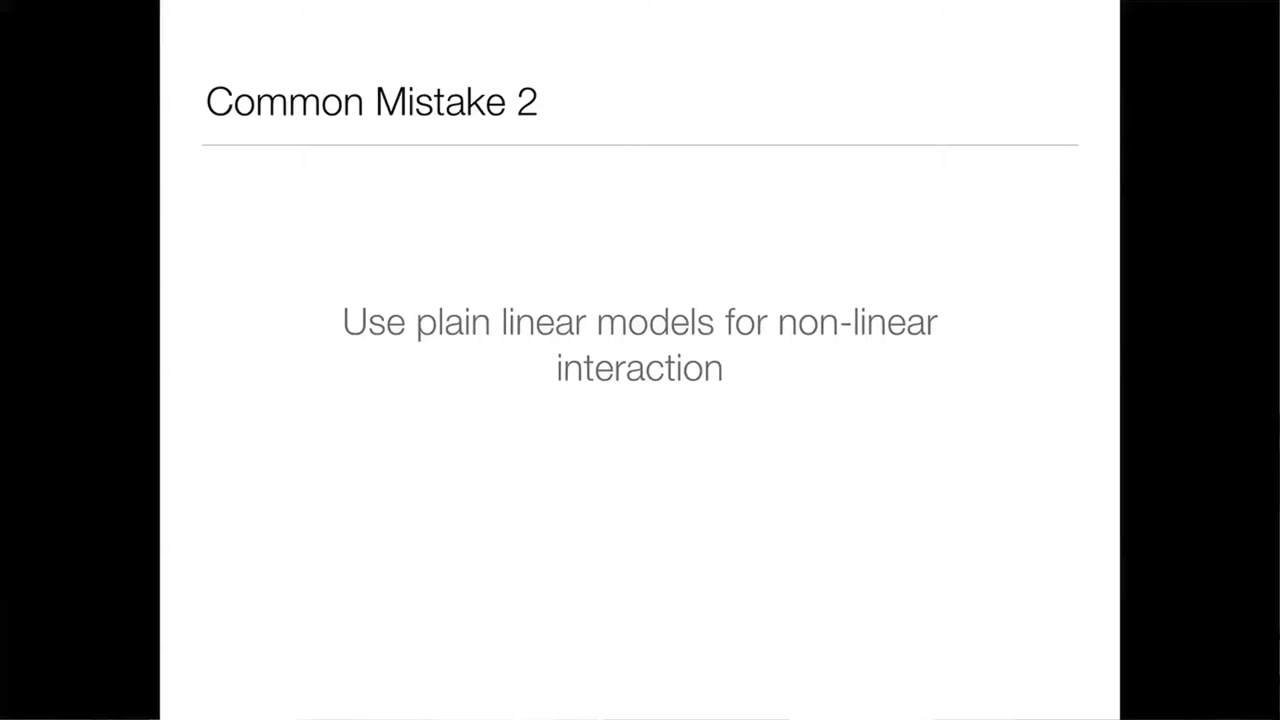 Common Mistake 2
Use plain linear models for non-linear
interaction